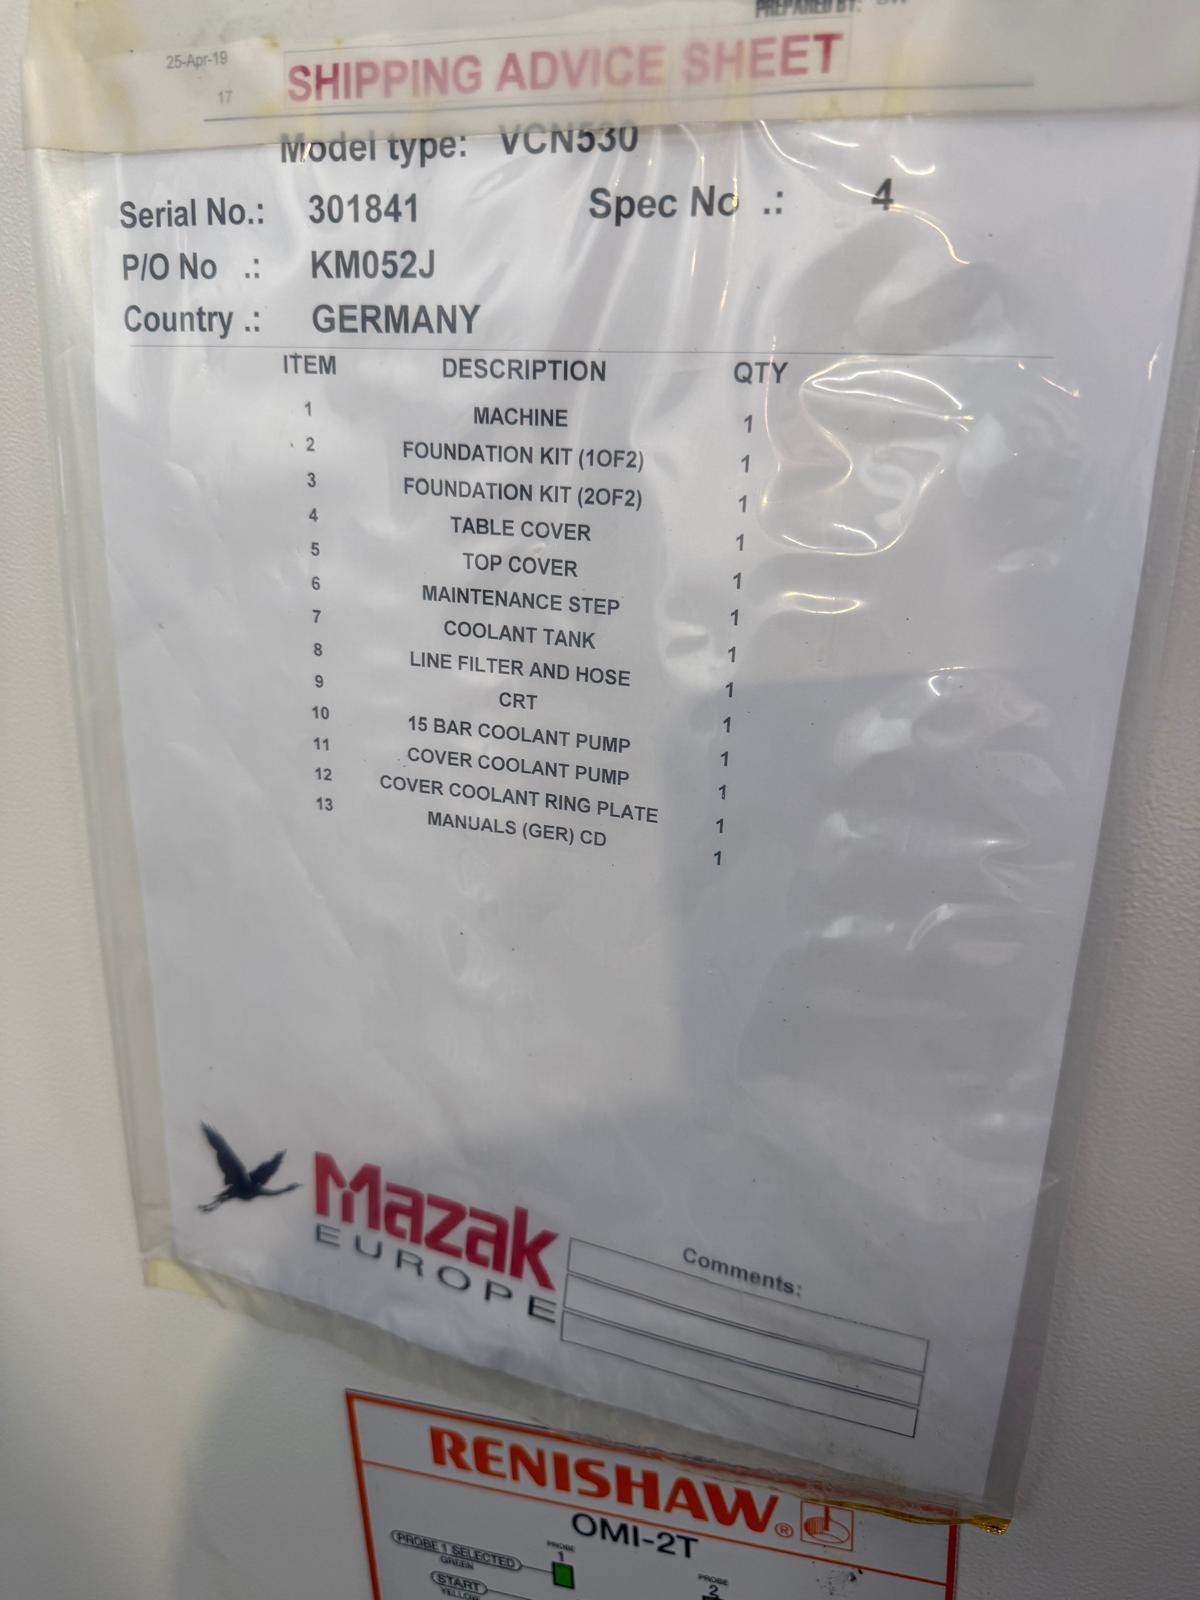 PREPARED BY:
25-Apr-19
SHIPPING ADVICE SHEET
17
Model type: VCN530
Serial No.: 301841 Spec No .: 4
P/O No .: KM052J
Country .: GERMANY
ITEM DESCRIPTION QTY
1 MACHINE 1
2 FOUNDATION KIT (1OF2) 1
3 FOUNDATION KIT (2OF2) 1
4 TABLE COVER 1
5 TOP COVER 1
6 MAINTENANCE STEP 1
7 COOLANT TANK 1
8 LINE FILTER AND HOSE 1
9 CRT 1
10 15 BAR COOLANT PUMP 1
11 COVER COOLANT PUMP 1
12 COVER COOLANT RING PLATE 1
13 MANUALS (GER) CD 1
Mazak
EUROPE
Comments:
RENISHAW®
OMI-2T
PROBE 1 SELECTED
GREEN
PROBE
1
START
YELLOW
PROBE
2